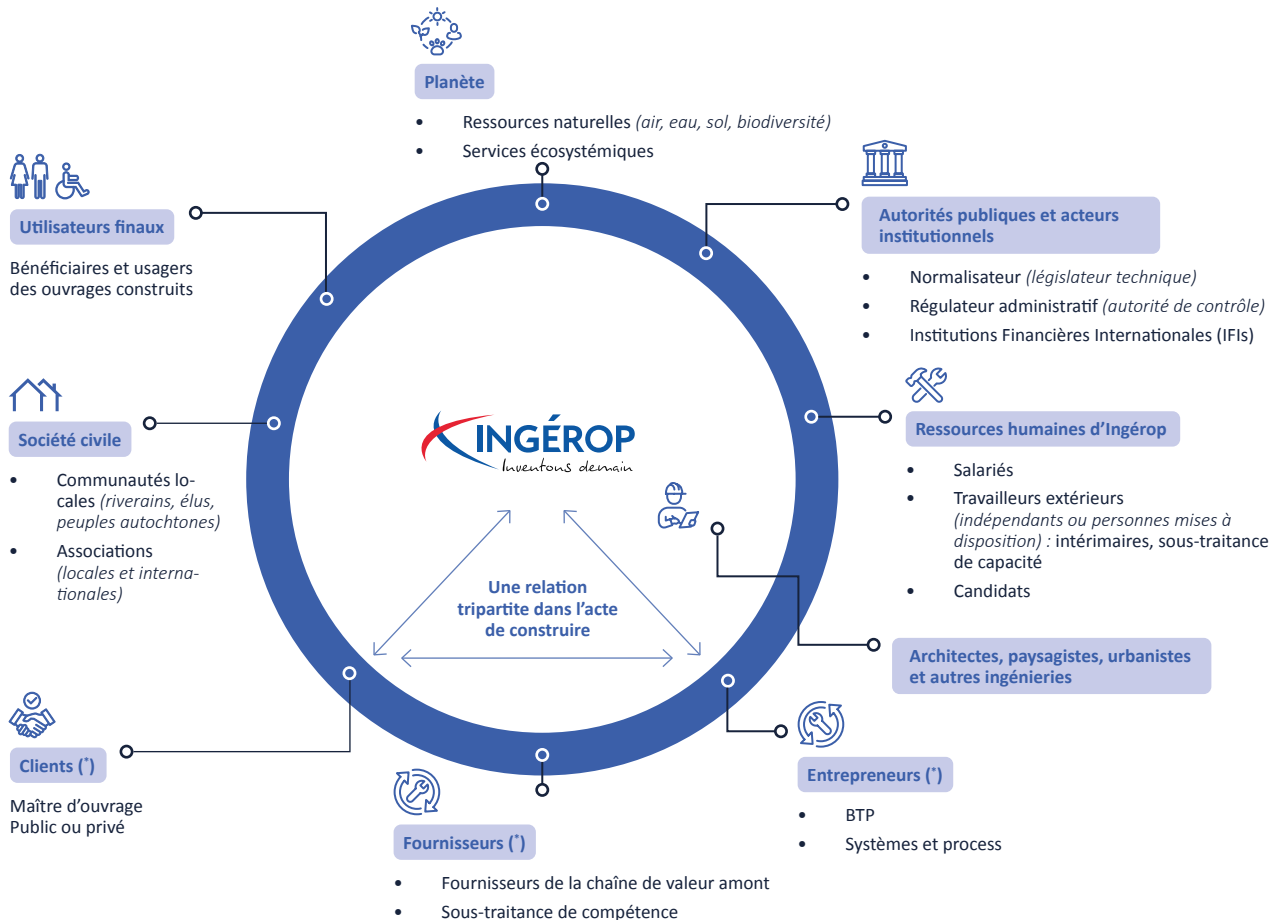 Planète
• Ressources naturelles (air, eau, sol, biodiversité)
• Services écosystémiques
Utilisateurs finaux
Bénéficiaires et usagers
des ouvrages construits
Autorités publiques et acteurs
institutionnels
• Normalisateur (législateur technique)
• Régulateur administratif (autorité de contrôle)
• Institutions Financières Internationales (IFIs)
Société civile
• Communautés lo-
cales (riverains, élus,
peuples autochtones)
• Associations
(locales et interna-
tionales)
INGÉROP
Inventons demain
Ressources humaines d’Ingérop
• Salariés
• Travailleurs extérieurs
(indépendants ou personnes mises à
disposition) : intérimaires, sous-traitance
de capacité
• Candidats
Une relation
tripartite dans l’acte
de construire
Architectes, paysagistes, urbanistes
et autres ingénieries
Clients (*)
Maître d’ouvrage
Public ou privé
Entrepreneurs (*)
• BTP
• Systèmes et process
Fournisseurs (*)
• Fournisseurs de la chaîne de valeur amont
• Sous-traitance de compétence